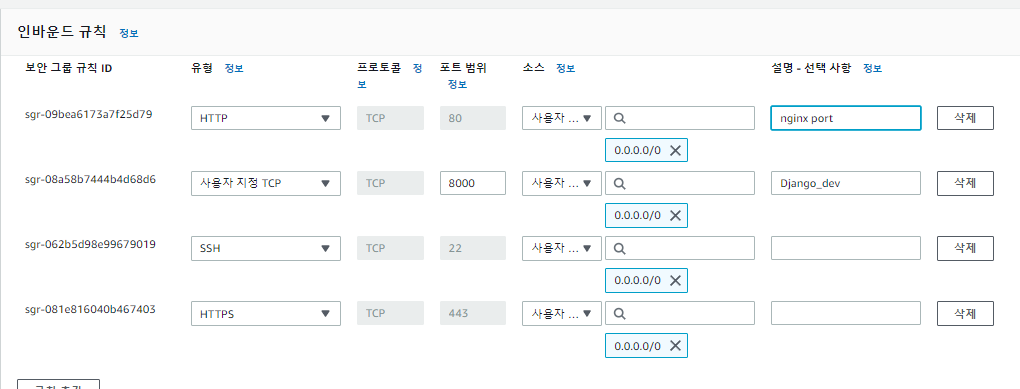 인바운드 규칙 정보
보안 그룹 규칙 ID 유형 정보 프로토콜 정보 포트 범위 정보 소스 정보 설명 - 선택 사항 정보
sgr-09bea6173a7f25d79 HTTP TCP 80 사용자 ... nginx port 삭제
0.0.0.0/0
sgr-08a58b7444b4d68d6 사용자 지정 TCP TCP 8000 사용자 ... Django_dev 삭제
0.0.0.0/0
sgr-062b5d98e99679019 SSH TCP 22 사용자 ... 삭제
0.0.0.0/0
sgr-081e816040b467403 HTTPS TCP 443 사용자 ... 삭제
0.0.0.0/0